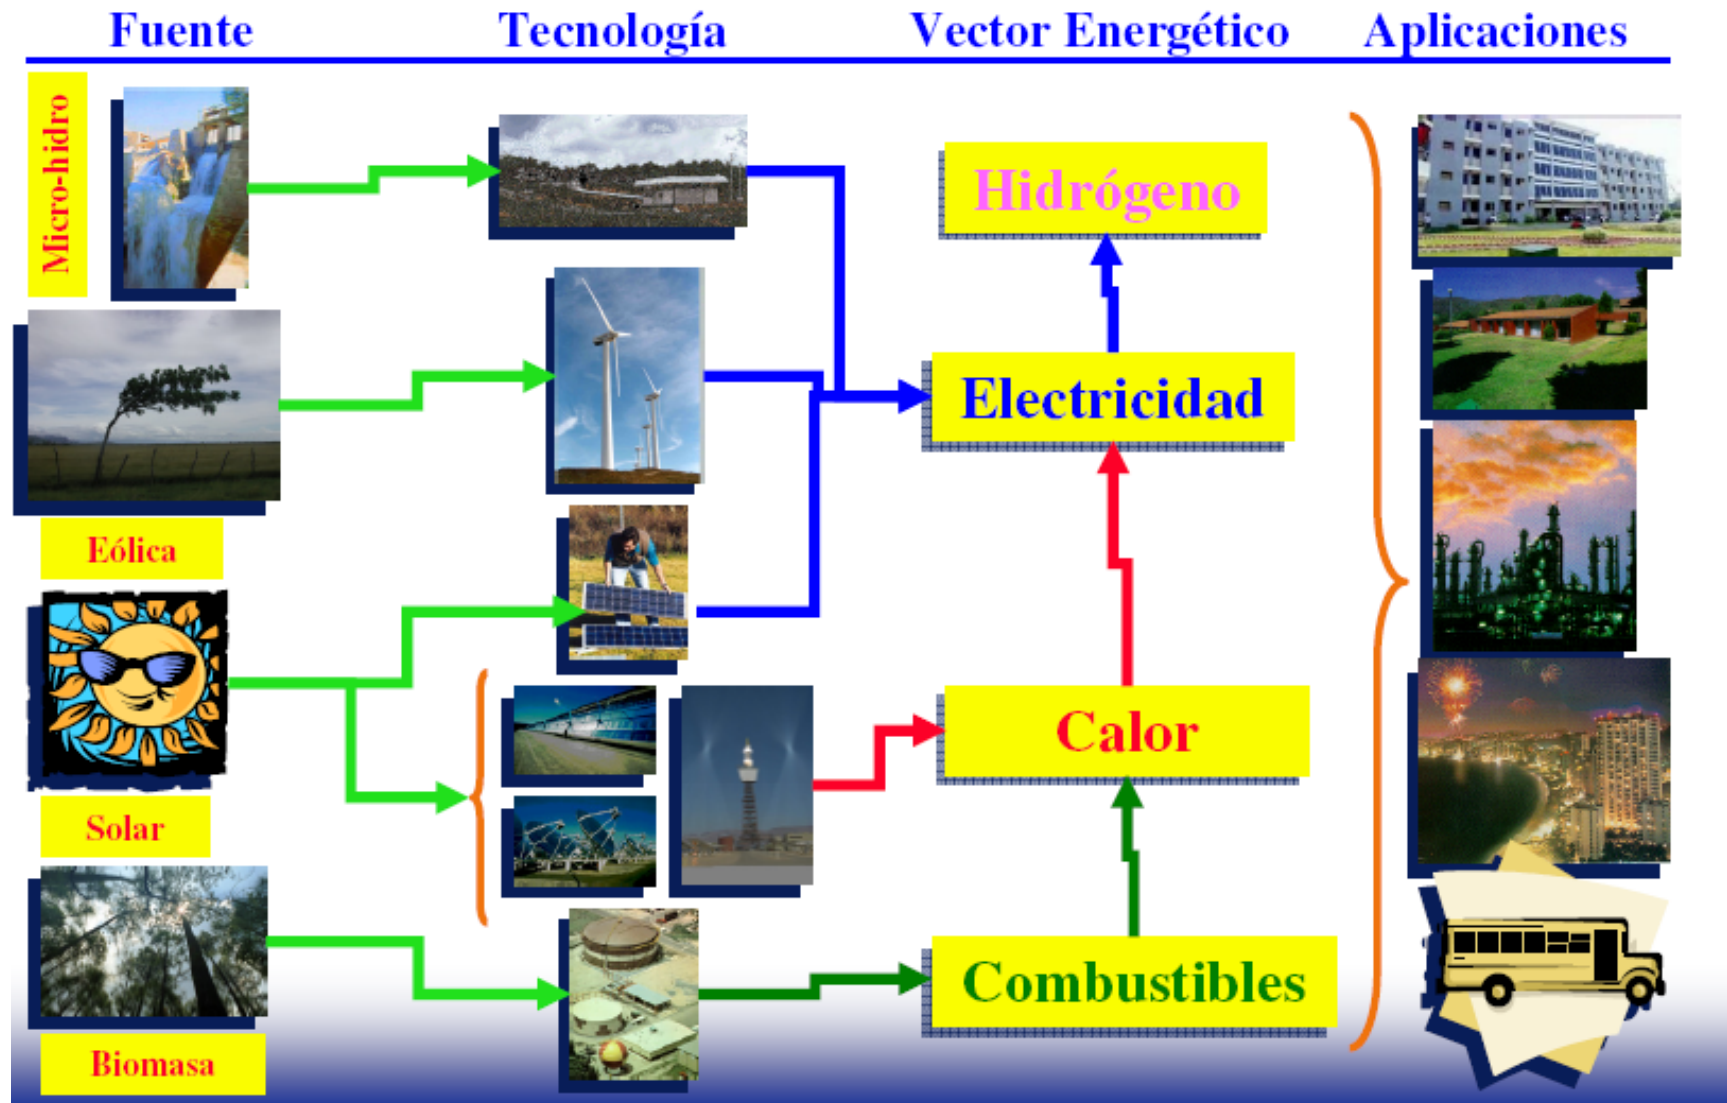 Fuente Tecnología Vector Energético Aplicaciones
Micro-hidro
Hidrógeno
Electricidad
Eólica
Calor
Solar
Combustibles
Biomasa